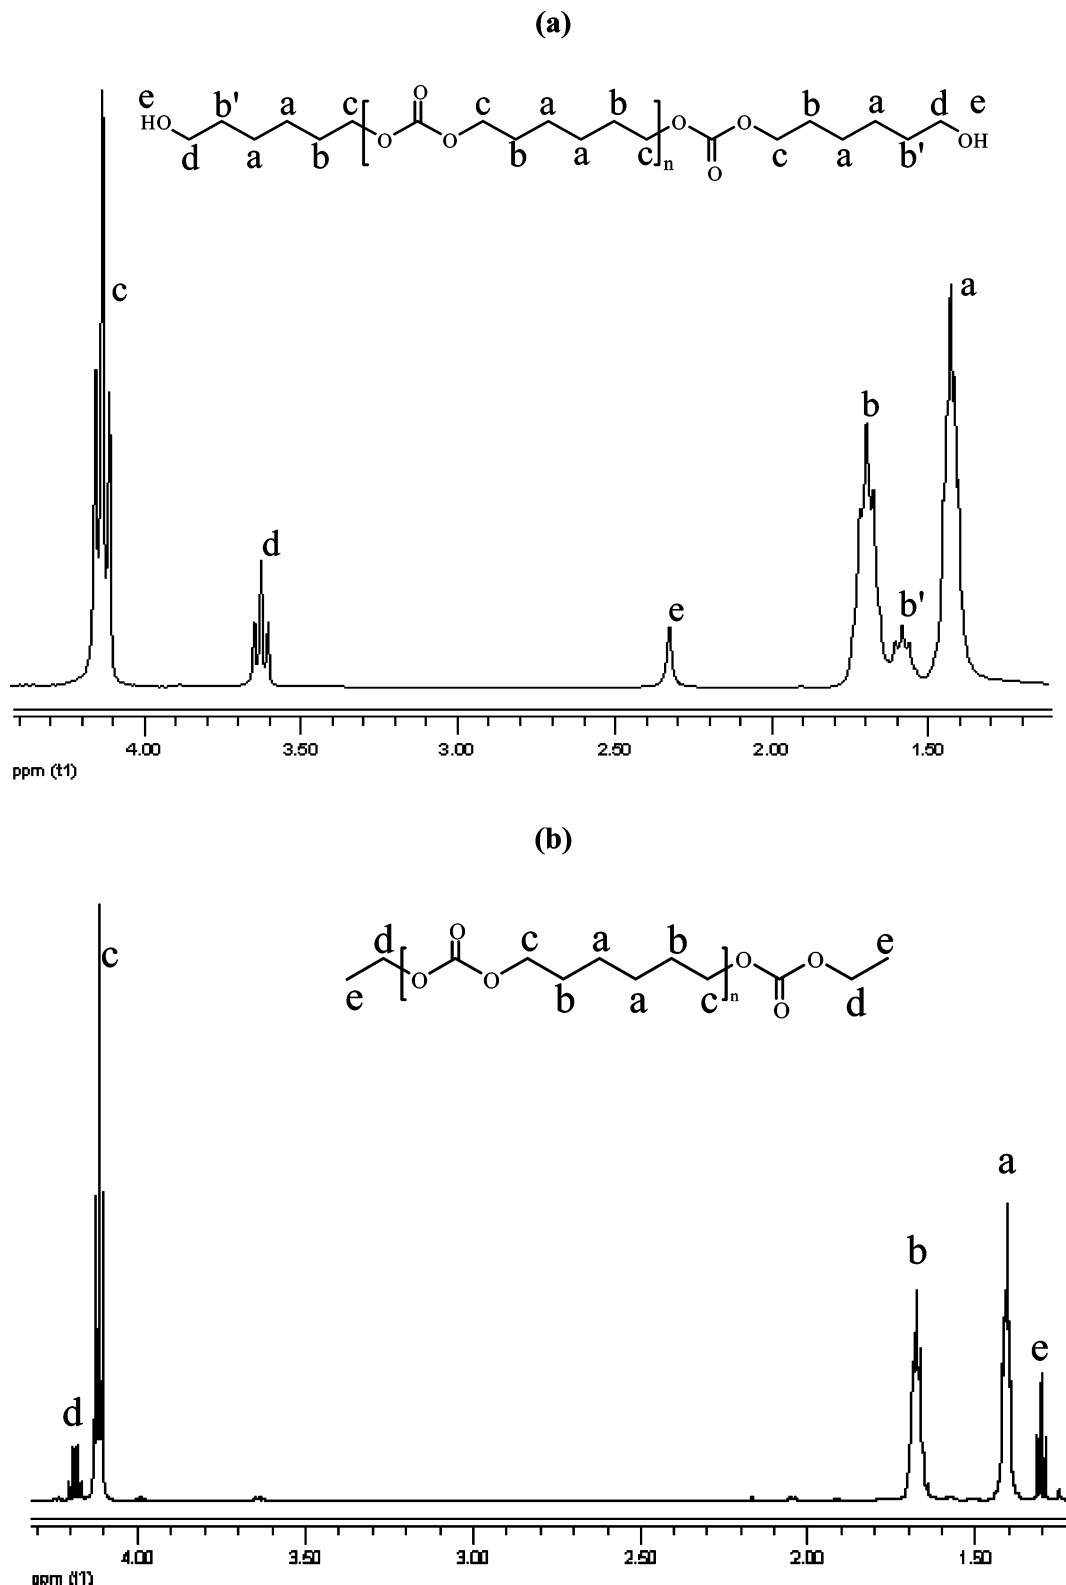 (a)
e b' a c O c a b b a d e
HO O O O O OH
d a b b a c n O c a b'
c
a
b
d
b'
e
4.00 3.50 3.00 2.50 2.00 1.50
ppm (t1)
(b)
c
d O c a b O e
O O O
e b a c n O d
a
b
e
d
4.00 3.50 3.00 2.50 2.00 1.50
ppm (t1)